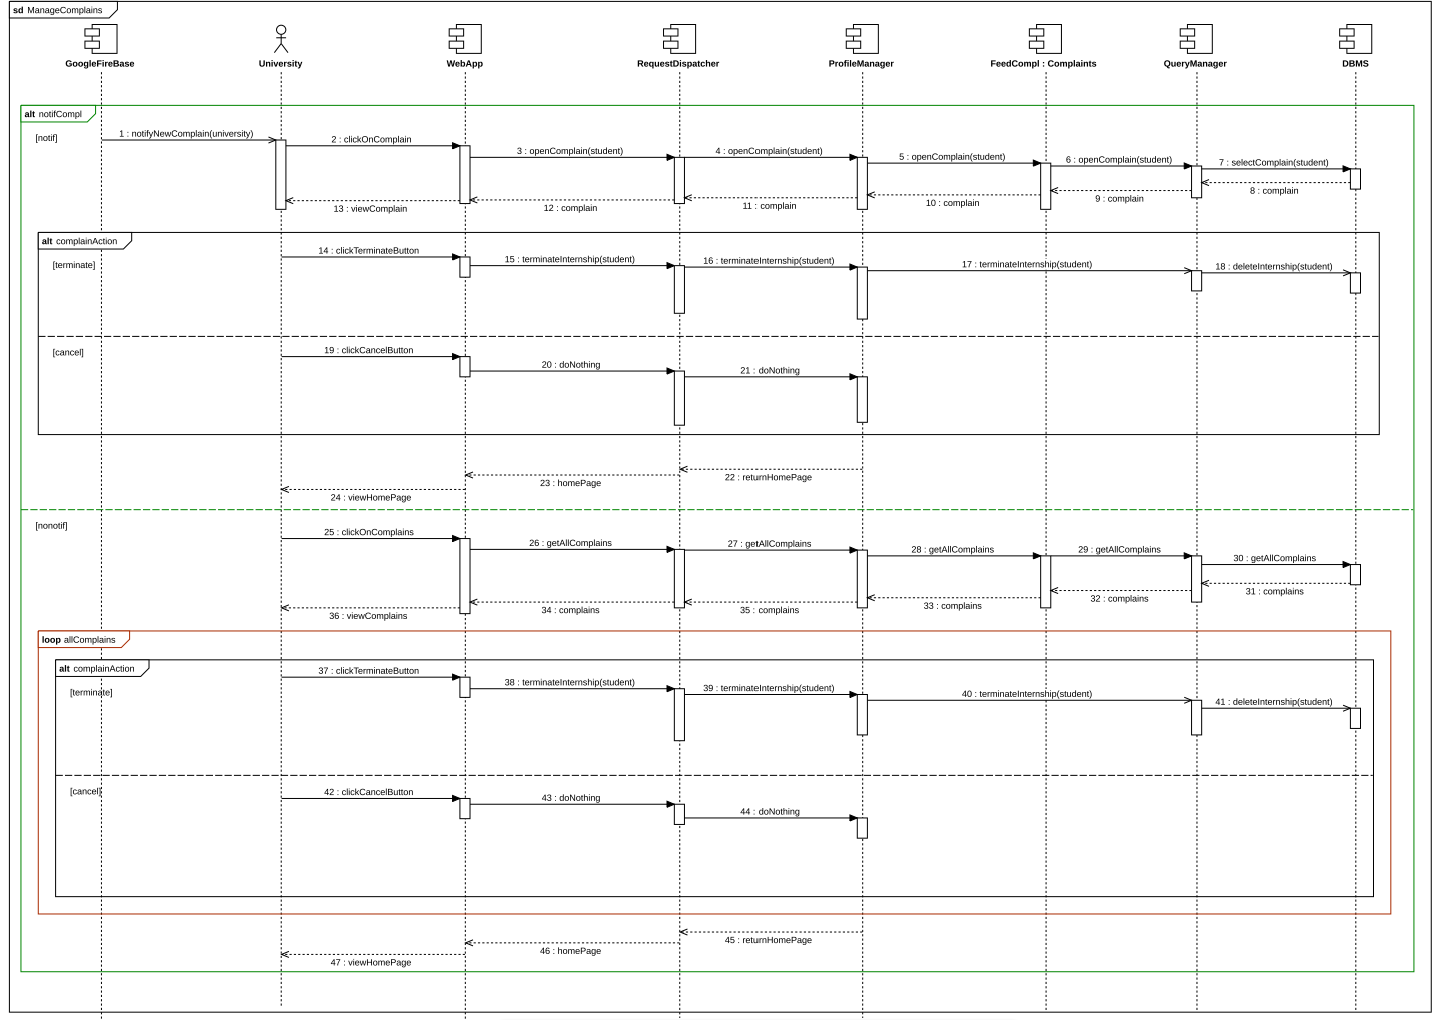 sd ManageComplains
GoogleFireBase
University
WebApp
RequestDispatcher
ProfileManager
FeedCompl : Complaints
QueryManager
DBMS
alt notifCompl
[notif]
1 : notifyNewComplain(university)
2 : clickOnComplain
3 : openComplain(student)
4 : openComplain(student)
5 : openComplain(student)
6 : openComplain(student)
7 : selectComplain(student)
8 : complain
9 : complain
10 : complain
11 : complain
12 : complain
13 : viewComplain
alt complainAction
[terminate]
14 : clickTerminateButton
15 : terminateInternship(student)
16 : terminateInternship(student)
17 : terminateInternship(student)
18 : deleteInternship(student)
[cancel]
19 : clickCancelButton
20 : doNothing
21 : doNothing
22 : returnHomePage
23 : homePage
24 : viewHomePage
[nonotif]
25 : clickOnComplains
26 : getAllComplains
27 : getAllComplains
28 : getAllComplains
29 : getAllComplains
30 : getAllComplains
31 : complains
32 : complains
33 : complains
35 : complains
34 : complains
36 : viewComplains
loop allComplains
alt complainAction
[terminate]
37 : clickTerminateButton
38 : terminateInternship(student)
39 : terminateInternship(student)
40 : terminateInternship(student)
41 : deleteInternship(student)
[cancel]
42 : clickCancelButton
43 : doNothing
44 : doNothing
45 : returnHomePage
46 : homePage
47 : viewHomePage